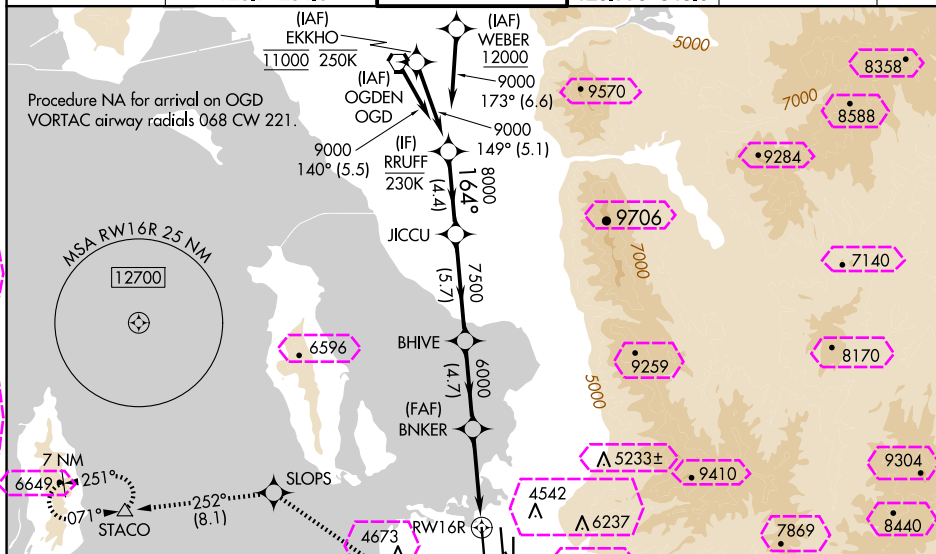 (IAF)
EKKHO
11000 250K
(IAF)
WEBER
12000
(IAF)
OGDEN
OGD
9000
173° (6.6)
9000
149° (5.1)
9000
140° (5.5)
Procedure NA for arrival on OGD
VORTAC airway radials 068 CW 221.
5000
8358
9570
7000
8588
9284
(IF)
RRUFF
230K
8000
164°
(4.4)
9706
JICCU
7000
7140
MSA RW16R 25 NM
12700
7500
(5.7)
6596
BHIVE
9259
8170
6000
(4.7)
5000
(FAF)
BNKER
7 NM
6649
251°
071°
STACO
252°
(8.1)
SLOPS
5233±
9410
9304
4542
6237
RW16R
4673
7869
8440